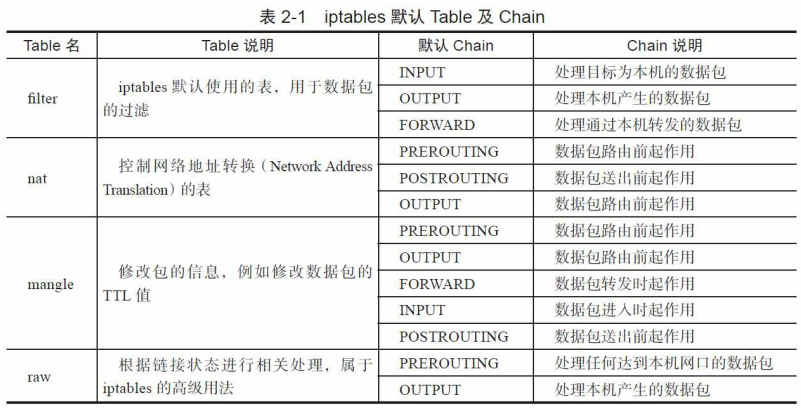 表 2-1 iptables 默认 Table 及 Chain
Table 名 Table 说明 默认 Chain Chain 说明
filter iptables 默认使用的表，用于数据包的过滤
INPUT 处理目标为本机的数据包
OUTPUT 处理本机产生的数据包
FORWARD 处理通过本机转发的数据包
nat 控制网络地址转换（Network Address Translation）的表
PREROUTING 数据包路由前起作用
POSTROUTING 数据包送出前起作用
OUTPUT 数据包路由前起作用
mangle 修改包的信息，例如修改数据包的 TTL 值
PREROUTING 数据包路由前起作用
OUTPUT 数据包路由前起作用
FORWARD 数据包转发时起作用
INPUT 数据包进入时起作用
POSTROUTING 数据包送出前起作用
raw 根据链接状态进行相关处理，属于 iptables 的高级用法
PREROUTING 处理任何达到本机网口的数据包
OUTPUT 处理本机产生的数据包